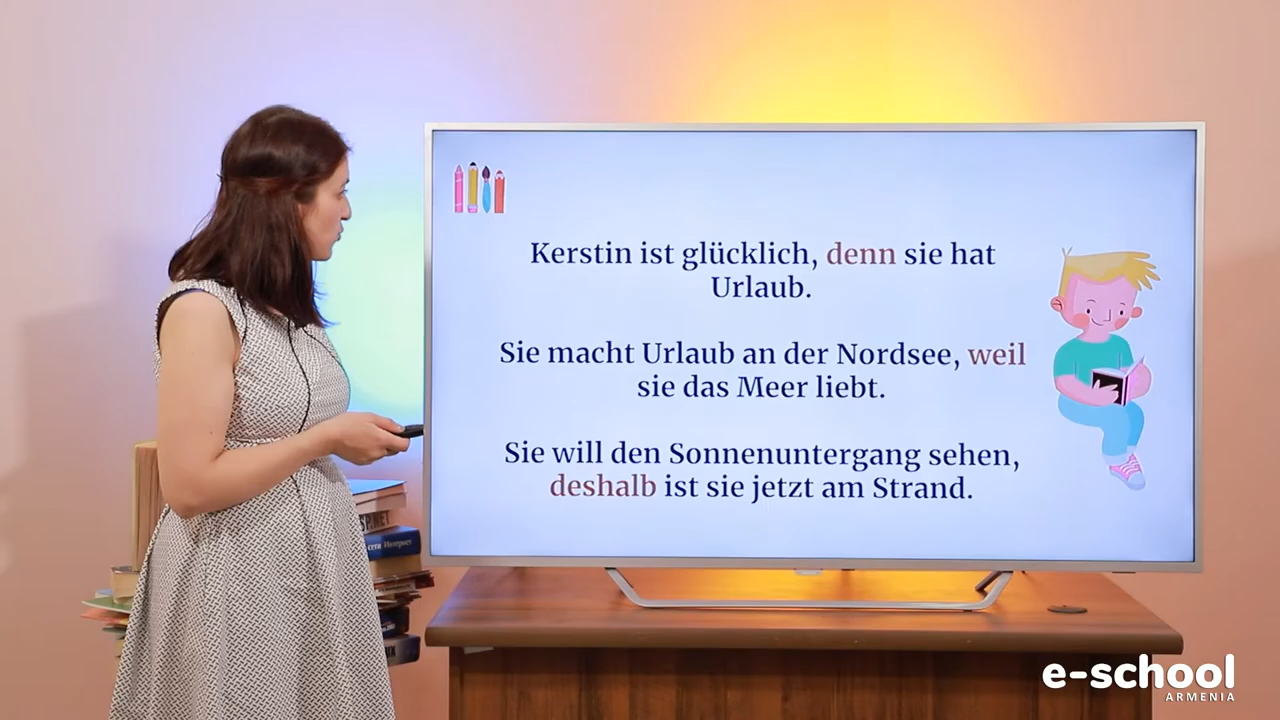 Kerstin ist glücklich, denn sie hat
Urlaub.
Sie macht Urlaub an der Nordsee, weil
sie das Meer liebt.
Sie will den Sonnenuntergang sehen,
deshalb ist sie jetzt am Strand.
Интернет
e-school
ARMENIA